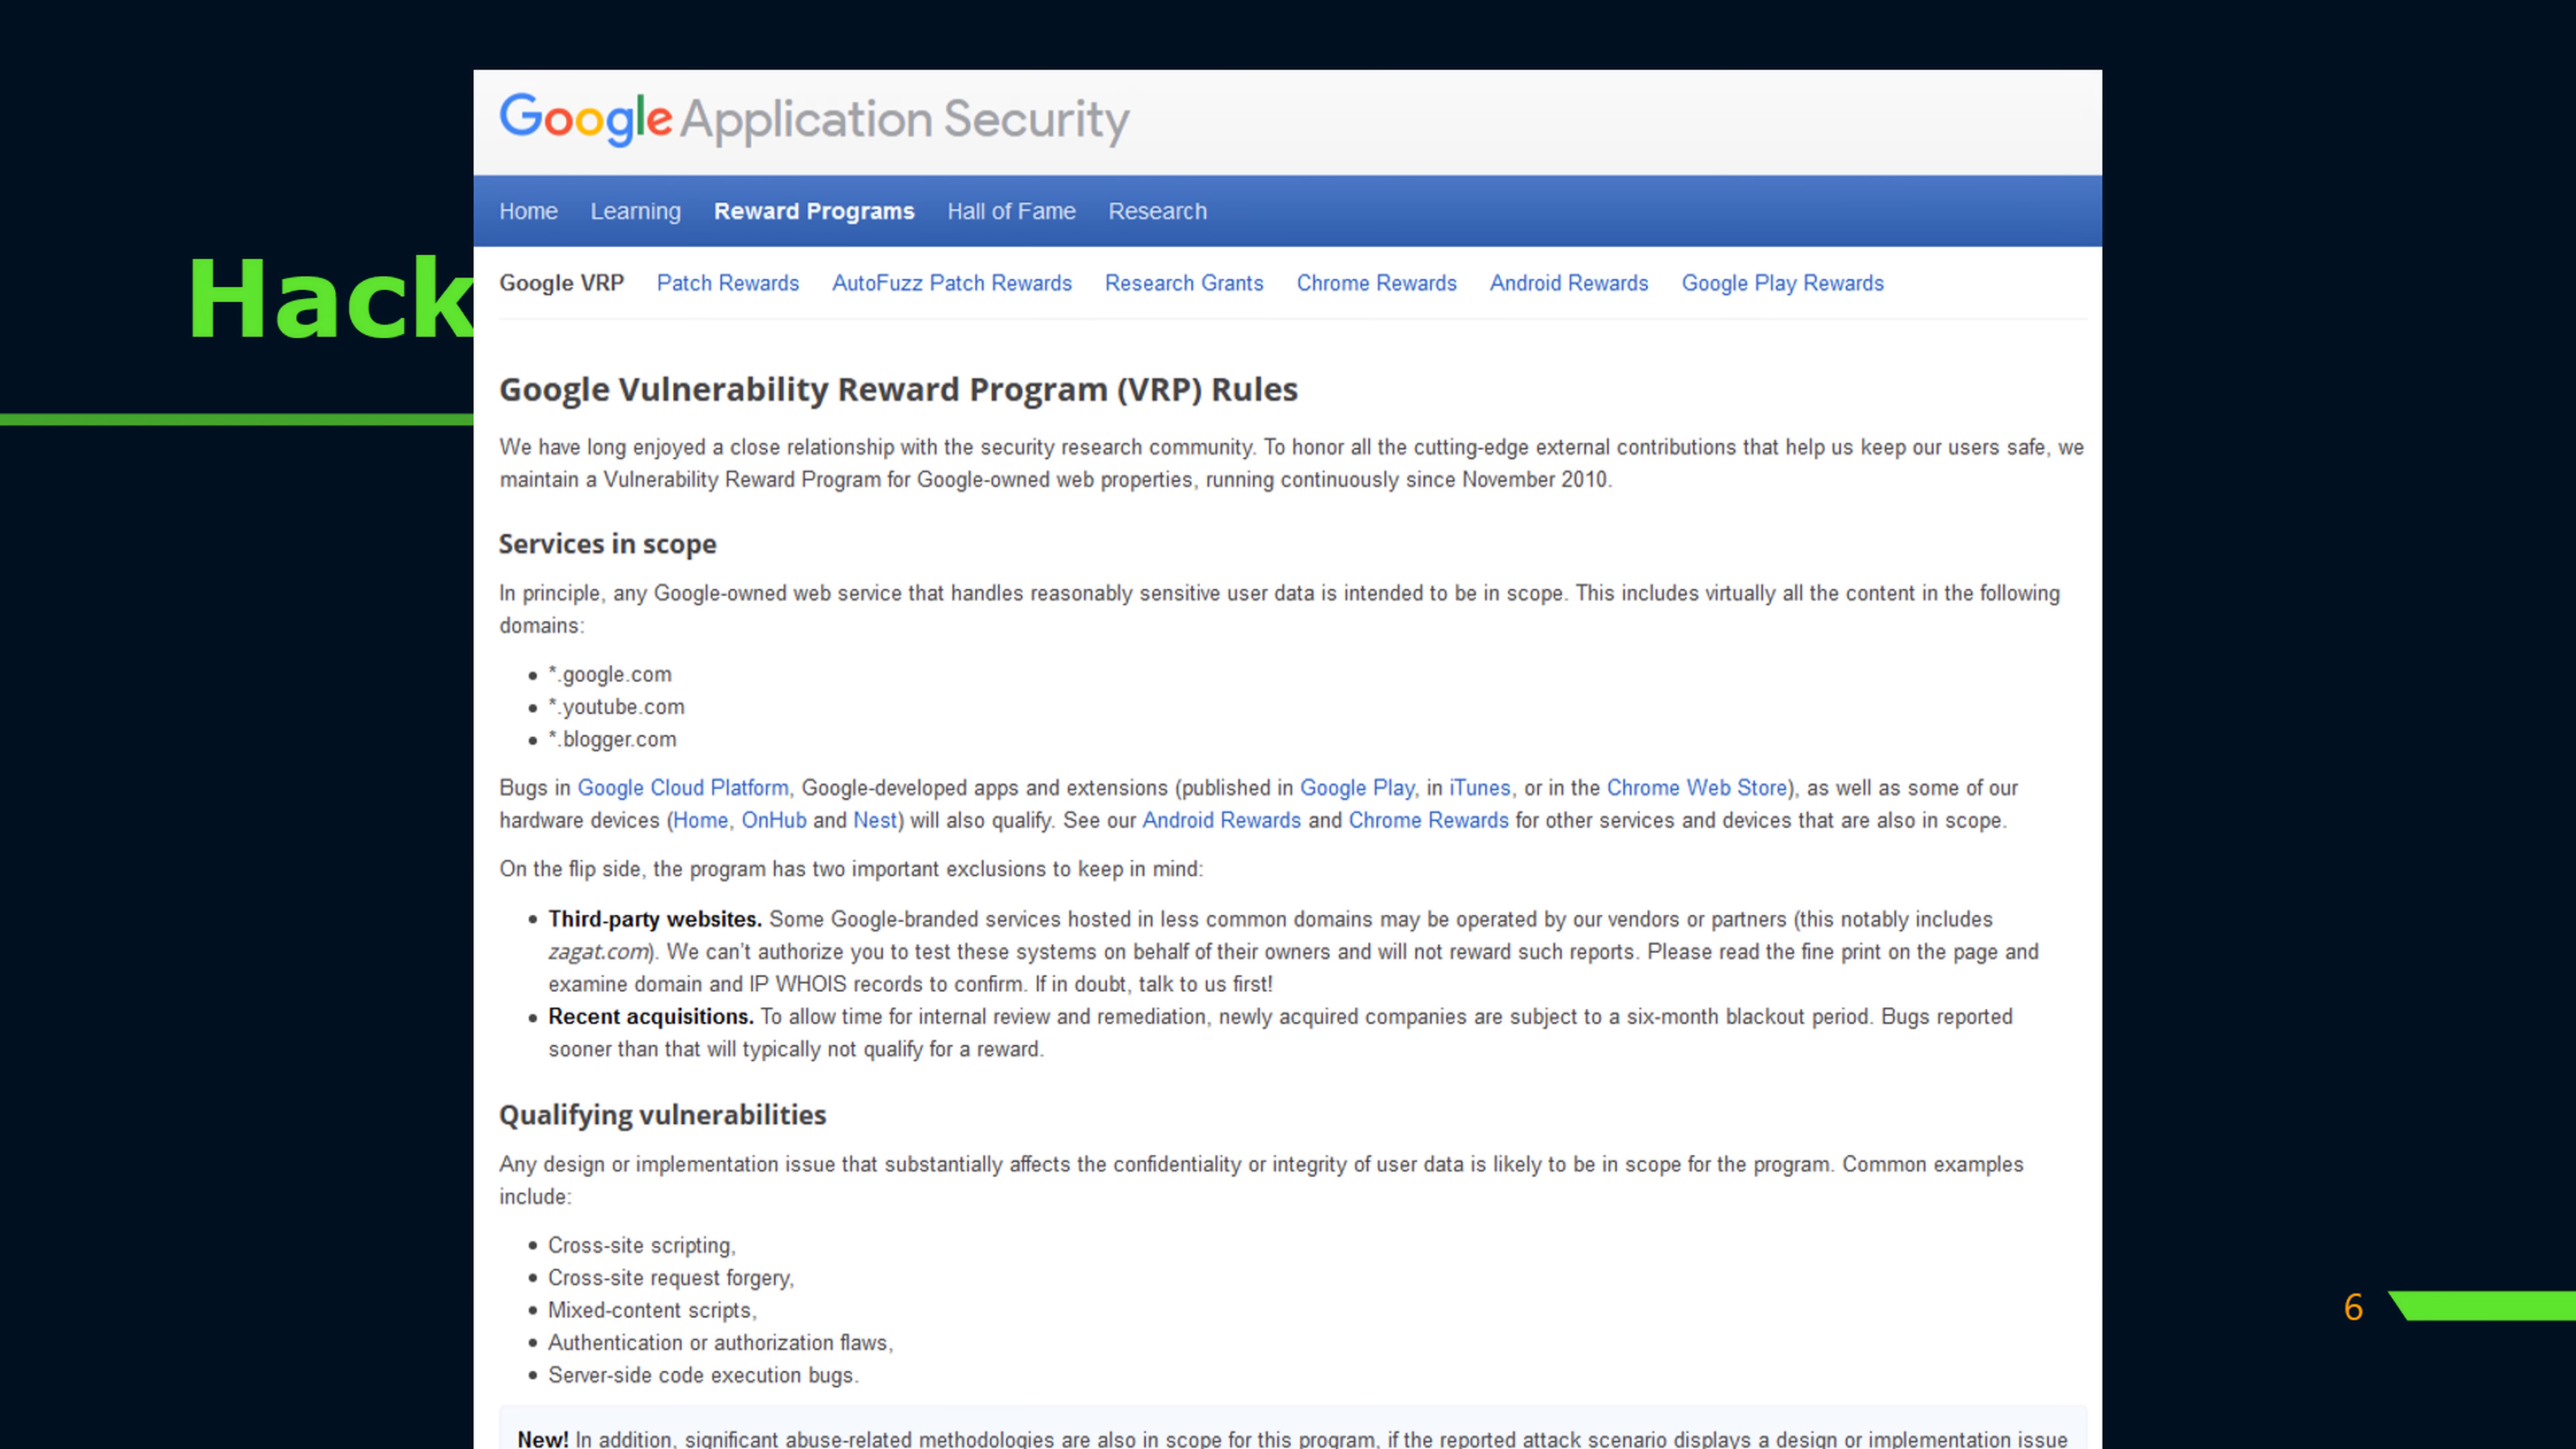 Google Application Security
Home Learning Reward Programs Hall of Fame Research
Hack
Google VRP Patch Rewards AutoFuzz Patch Rewards Research Grants Chrome Rewards Android Rewards Google Play Rewards
Google Vulnerability Reward Program (VRP) Rules
We have long enjoyed a close relationship with the security research community. To honor all the cutting-edge external contributions that help us keep our users safe, we
maintain a Vulnerability Reward Program for Google-owned web properties, running continuously since November 2010.
Services in scope
In principle, any Google-owned web service that handles reasonably sensitive user data is intended to be in scope. This includes virtually all the content in the following
domains:
• *.google.com
• *.youtube.com
• *.blogger.com
Bugs in Google Cloud Platform, Google-developed apps and extensions (published in Google Play, in iTunes, or in the Chrome Web Store), as well as some of our
hardware devices (Home, OnHub and Nest) will also qualify. See our Android Rewards and Chrome Rewards for other services and devices that are also in scope.
On the flip side, the program has two important exclusions to keep in mind:
• Third-party websites. Some Google-branded services hosted in less common domains may be operated by our vendors or partners (this notably includes
zagat.com). We can't authorize you to test these systems on behalf of their owners and will not reward such reports. Please read the fine print on the page and
examine domain and IP WHOIS records to confirm. If in doubt, talk to us first!
• Recent acquisitions. To allow time for internal review and remediation, newly acquired companies are subject to a six-month blackout period. Bugs reported
sooner than that will typically not qualify for a reward.
Qualifying vulnerabilities
Any design or implementation issue that substantially affects the confidentiality or integrity of user data is likely to be in scope for the program. Common examples
include:
• Cross-site scripting,
• Cross-site request forgery,
• Mixed-content scripts,
• Authentication or authorization flaws,
• Server-side code execution bugs.
6
New! In addition, significant abuse-related methodologies are also in scope for this program, if the reported attack scenario displays a design or implementation issue